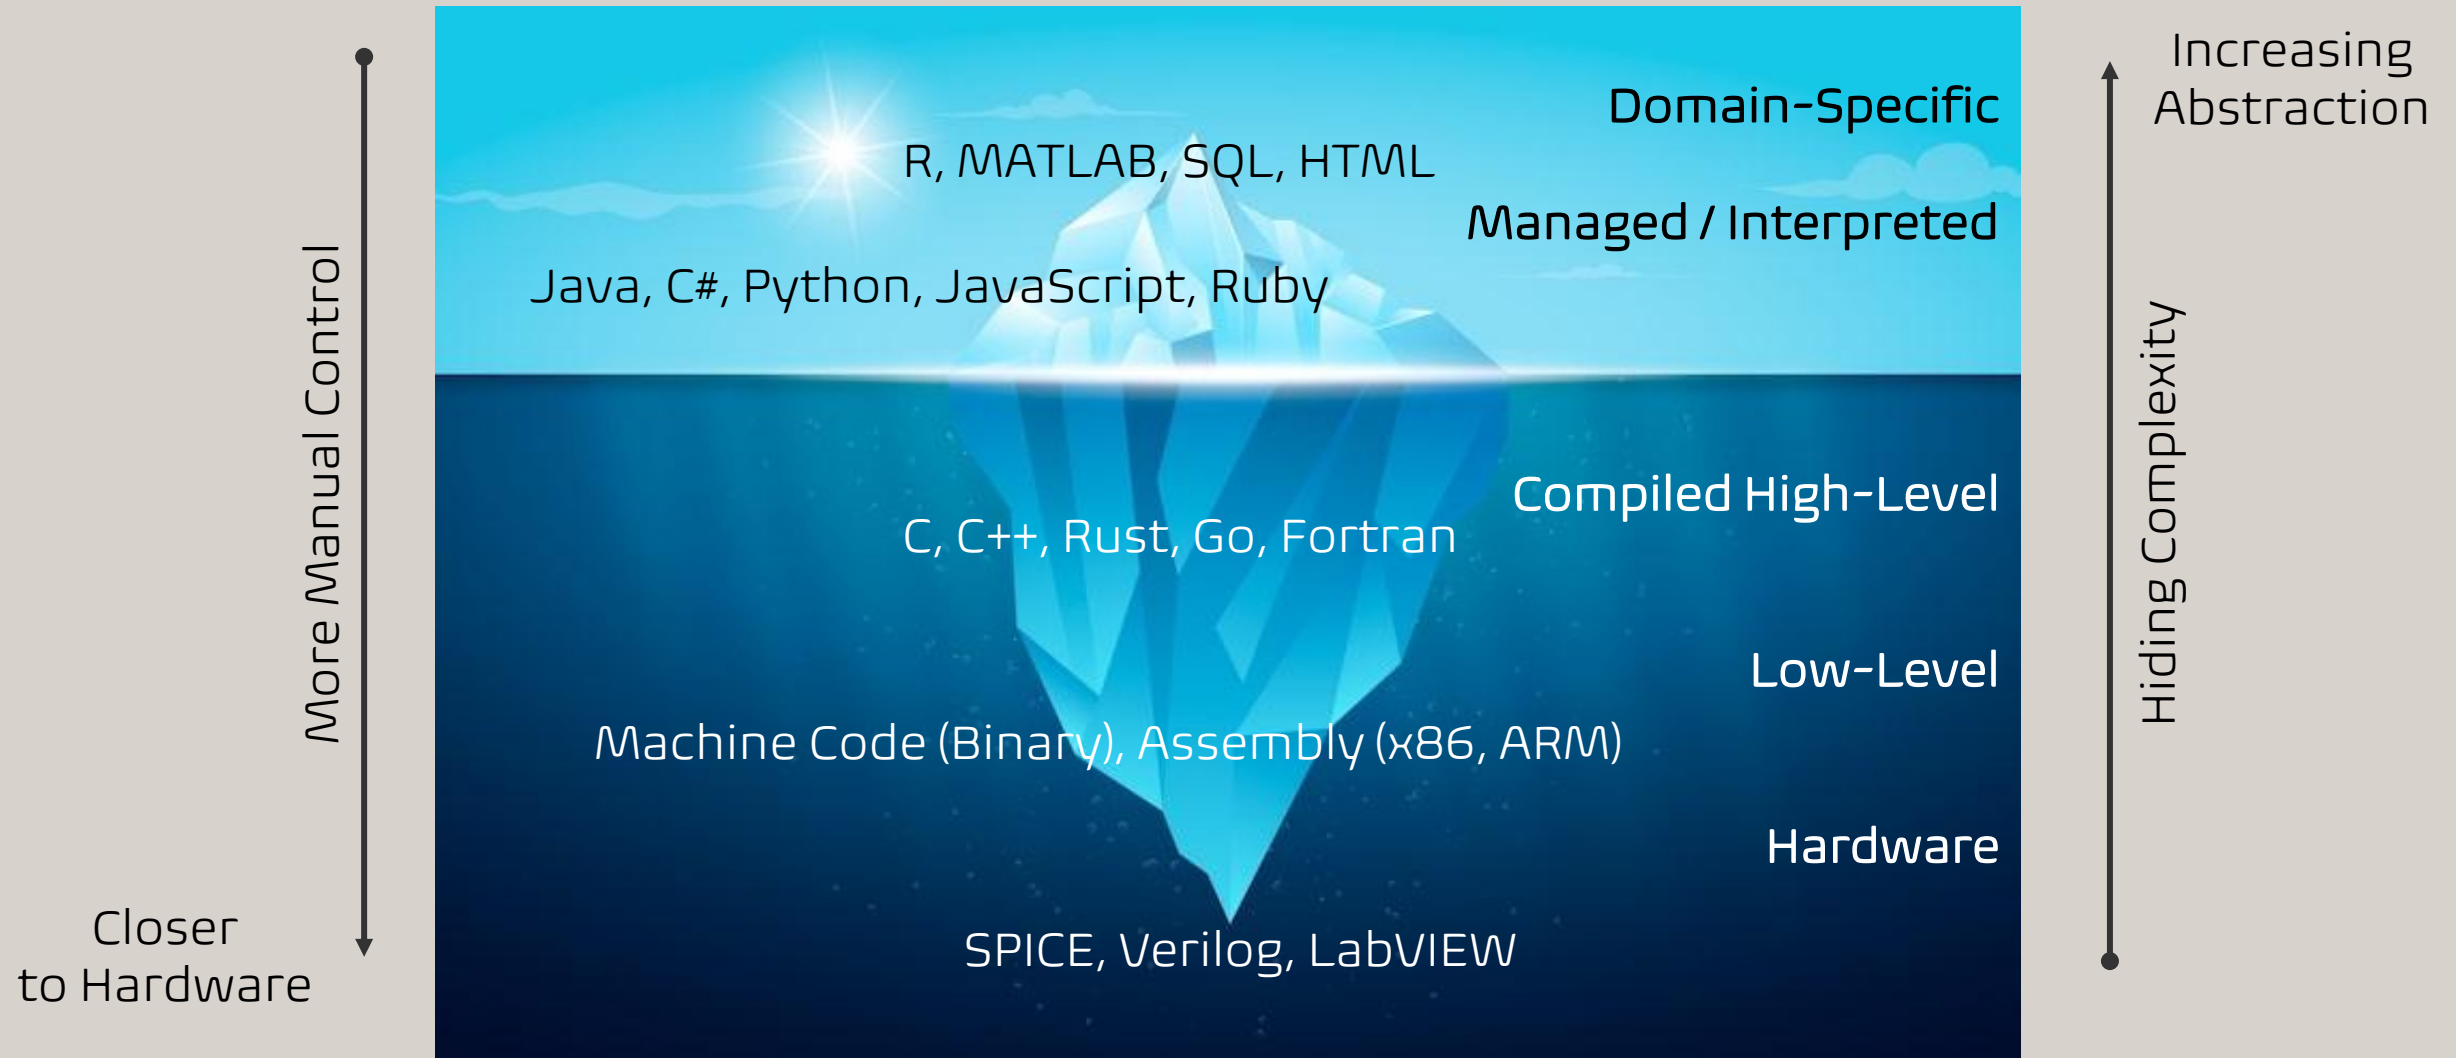 Increasing
Abstraction
Domain-Specific
R, MATLAB, SQL, HTML
Managed / Interpreted
Java, C#, Python, JavaScript, Ruby
More Manual Control
Hiding Complexity
Compiled High-Level
C, C++, Rust, Go, Fortran
Low-Level
Machine Code (Binary), Assembly (x86, ARM)
Hardware
SPICE, Verilog, LabVIEW
Closer
to Hardware